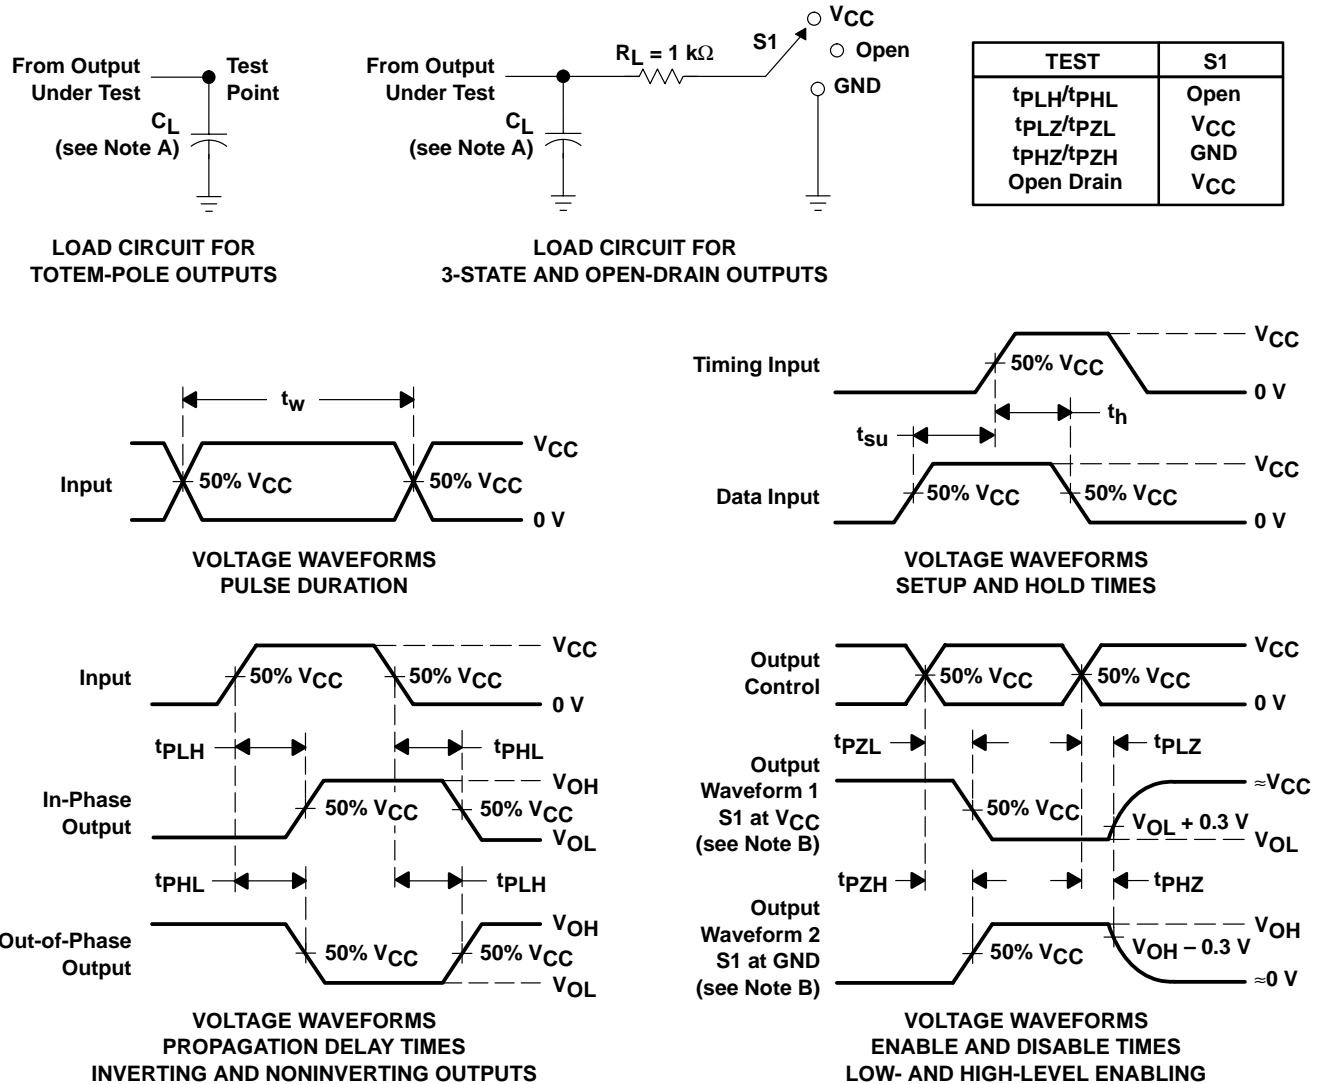 From Output
Under Test
Test
Point
CL
(see Note A)
LOAD CIRCUIT FOR
TOTEM-POLE OUTPUTS
From Output
Under Test
CL
(see Note A)
RL = 1 kΩ
S1
VCC
Open
GND
LOAD CIRCUIT FOR
3-STATE AND OPEN-DRAIN OUTPUTS
TEST S1
tPLH/tPHL Open
tPLZ/tPZL VCC
tPHZ/tPZH GND
Open Drain VCC
tw
Input
50% VCC
50% VCC
VCC
0 V
VOLTAGE WAVEFORMS
PULSE DURATION
Timing Input
50% VCC
VCC
0 V
tsu
th
Data Input
50% VCC
50% VCC
VCC
0 V
VOLTAGE WAVEFORMS
SETUP AND HOLD TIMES
Input
50% VCC
50% VCC
VCC
0 V
tPLH
tPHL
In-Phase
Output
50% VCC
50% VCC
VOH
VOL
tPHL
tPLH
Out-of-Phase
Output
50% VCC
50% VCC
VOH
VOL
VOLTAGE WAVEFORMS
PROPAGATION DELAY TIMES
INVERTING AND NONINVERTING OUTPUTS
Output
Control
50% VCC
50% VCC
VCC
0 V
tPZL
tPLZ
Output
Waveform 1
S1 at VCC
(see Note B)
50% VCC
VOL + 0.3 V
≈VCC
VOL
tPZH
tPHZ
Output
Waveform 2
S1 at GND
(see Note B)
50% VCC
VOH − 0.3 V
VOH
≈0 V
VOLTAGE WAVEFORMS
ENABLE AND DISABLE TIMES
LOW- AND HIGH-LEVEL ENABLING